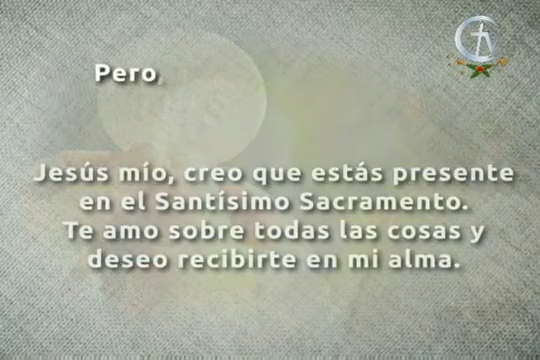 Pero,
Jesús mío, creo que estás presente
en el Santísimo Sacramento.
Te amo sobre todas las cosas y
deseo recibirte en mi alma.